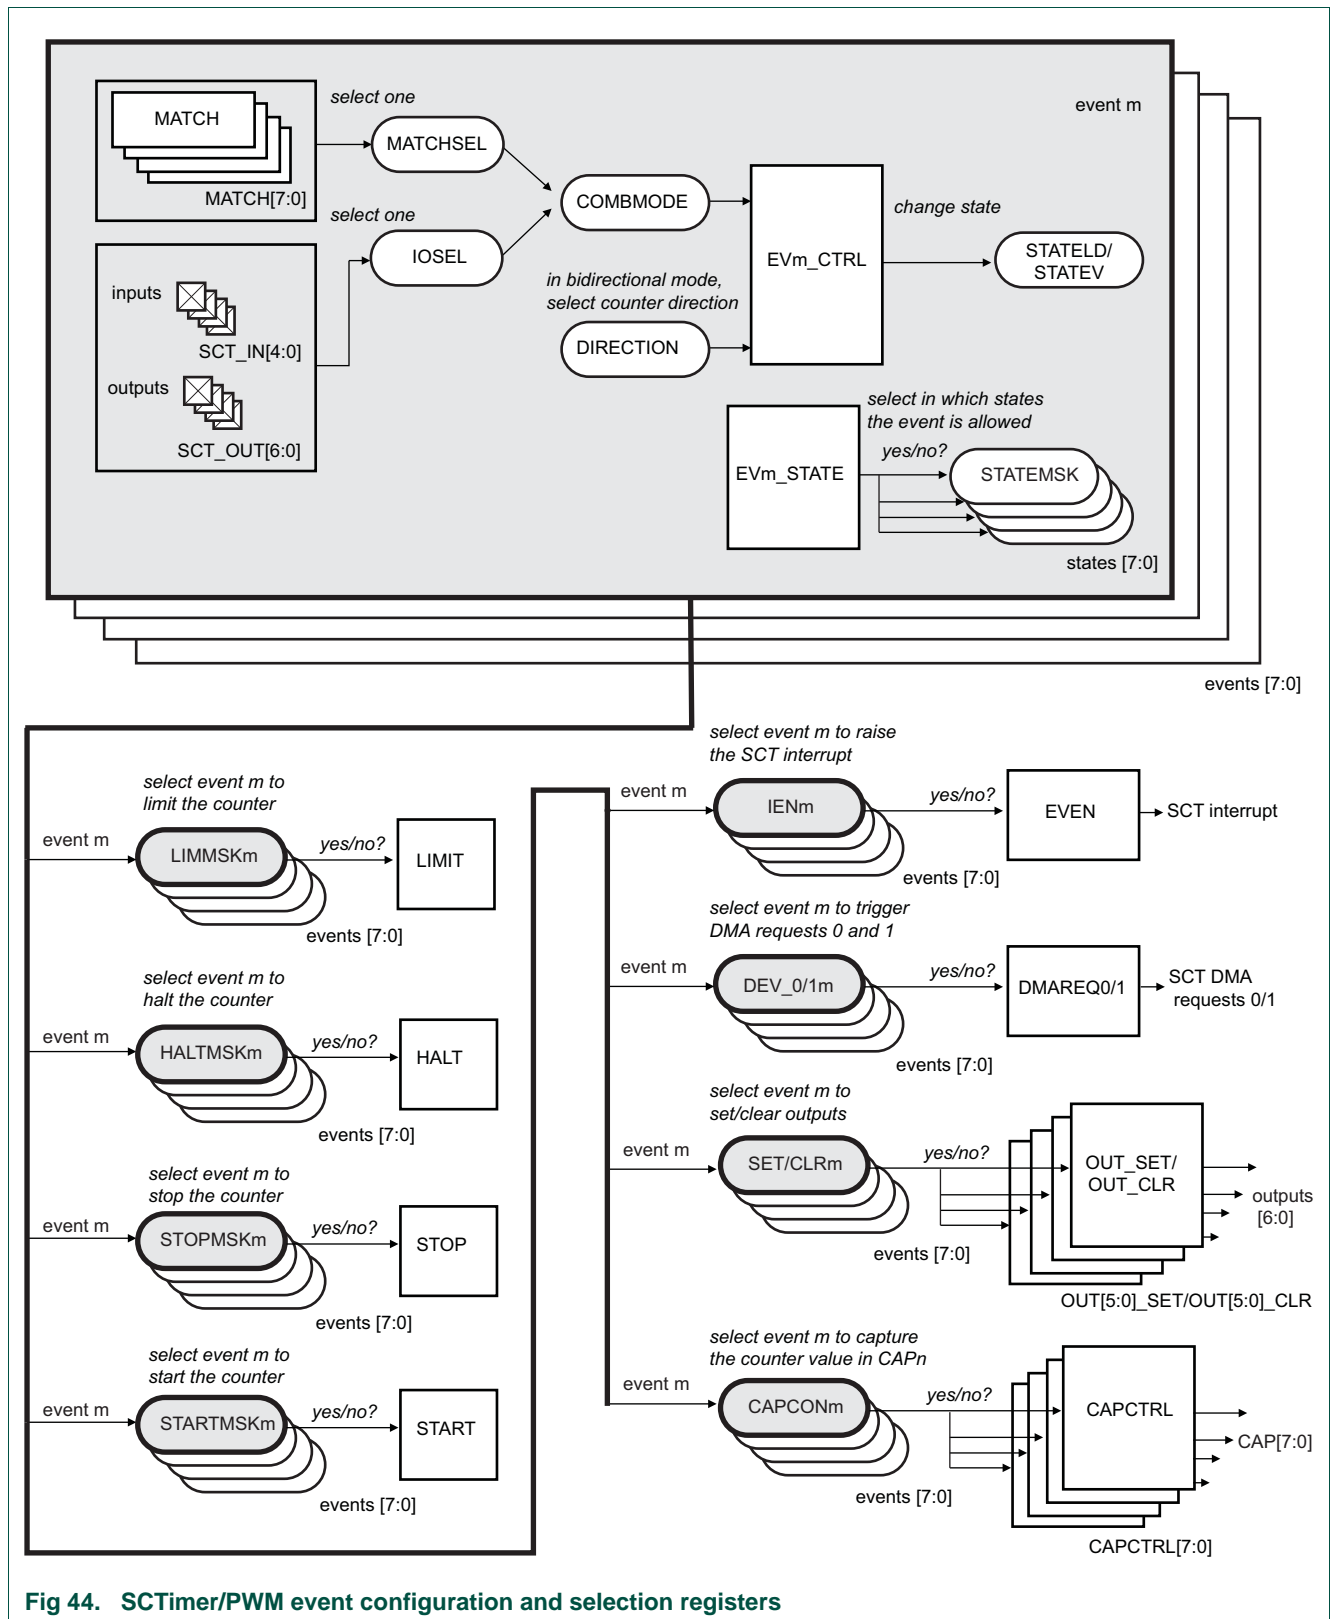 event m
select one
MATCH
MATCHSEL
MATCH[7:0]
select one
IOSEL
COMBMODE
inputs
SCT_IN[4:0]
outputs
SCT_OUT[6:0]
in bidirectional mode,
select counter direction
DIRECTION
EVm_CTRL
change state
STATELD/
STATEV
EVm_STATE
select in which states
the event is allowed
yes/no?
STATEMSK
states [7:0]
events [7:0]
select event m to
limit the counter
event m
LIMMSKm
yes/no?
LIMIT
events [7:0]
select event m to
halt the counter
event m
HALTMSKm
yes/no?
HALT
events [7:0]
select event m to
stop the counter
event m
STOPMSKm
yes/no?
STOP
events [7:0]
select event m to
start the counter
event m
STARTMSKm
yes/no?
START
events [7:0]
select event m to raise
the SCT interrupt
event m
IENm
yes/no?
EVEN
SCT interrupt
events [7:0]
select event m to trigger
DMA requests 0 and 1
event m
DEV_0/1m
yes/no?
DMAREQ0/1
SCT DMA
requests 0/1
events [7:0]
select event m to
set/clear outputs
event m
SET/CLRm
yes/no?
OUT_SET/
OUT_CLR
outputs
[6:0]
events [7:0]
OUT[5:0]_SET/OUT[5:0]_CLR
select event m to capture
the counter value in CAPn
event m
CAPCONm
yes/no?
CAPCTRL
CAP[7:0]
events [7:0]
CAPCTRL[7:0]
Fig 44. SCTimer/PWM event configuration and selection registers